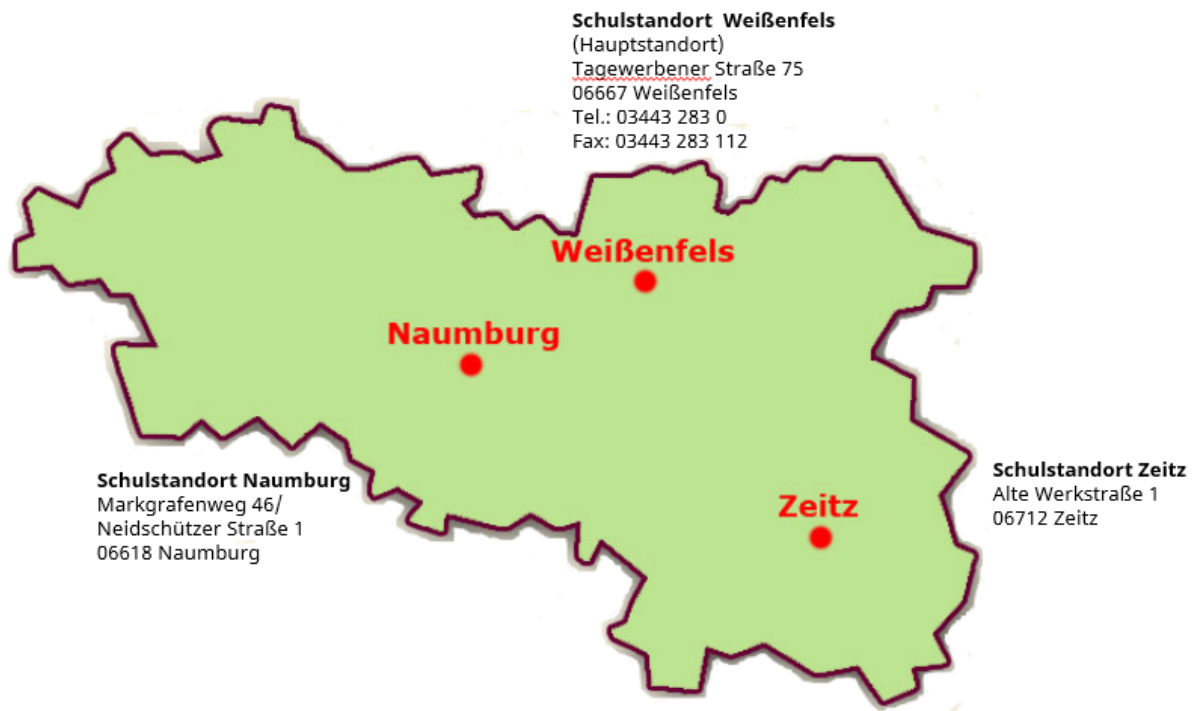 Schulstandort Weißenfels
(Hauptstandort)
Tagewerbener Straße 75
06667 Weißenfels
Tel.: 03443 283 0
Fax: 03443 283 112
Weißenfels
Naumburg
Schulstandort Naumburg
Markgrafenweg 46/
Neidschützer Straße 1
06618 Naumburg
Zeitz
Schulstandort Zeitz
Alte Werkstraße 1
06712 Zeitz